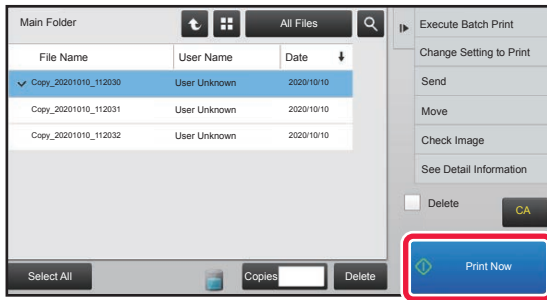 Main Folder
All Files
File Name User Name Date
Copy_20201010_112030 User Unknown 2020/10/10
Copy_20201010_112031 User Unknown 2020/10/10
Copy_20201010_112032 User Unknown 2020/10/10
Select All
Copies
Delete
Execute Batch Print
Change Setting to Print
Send
Move
Check Image
See Detail Information
Delete
CA
Print Now